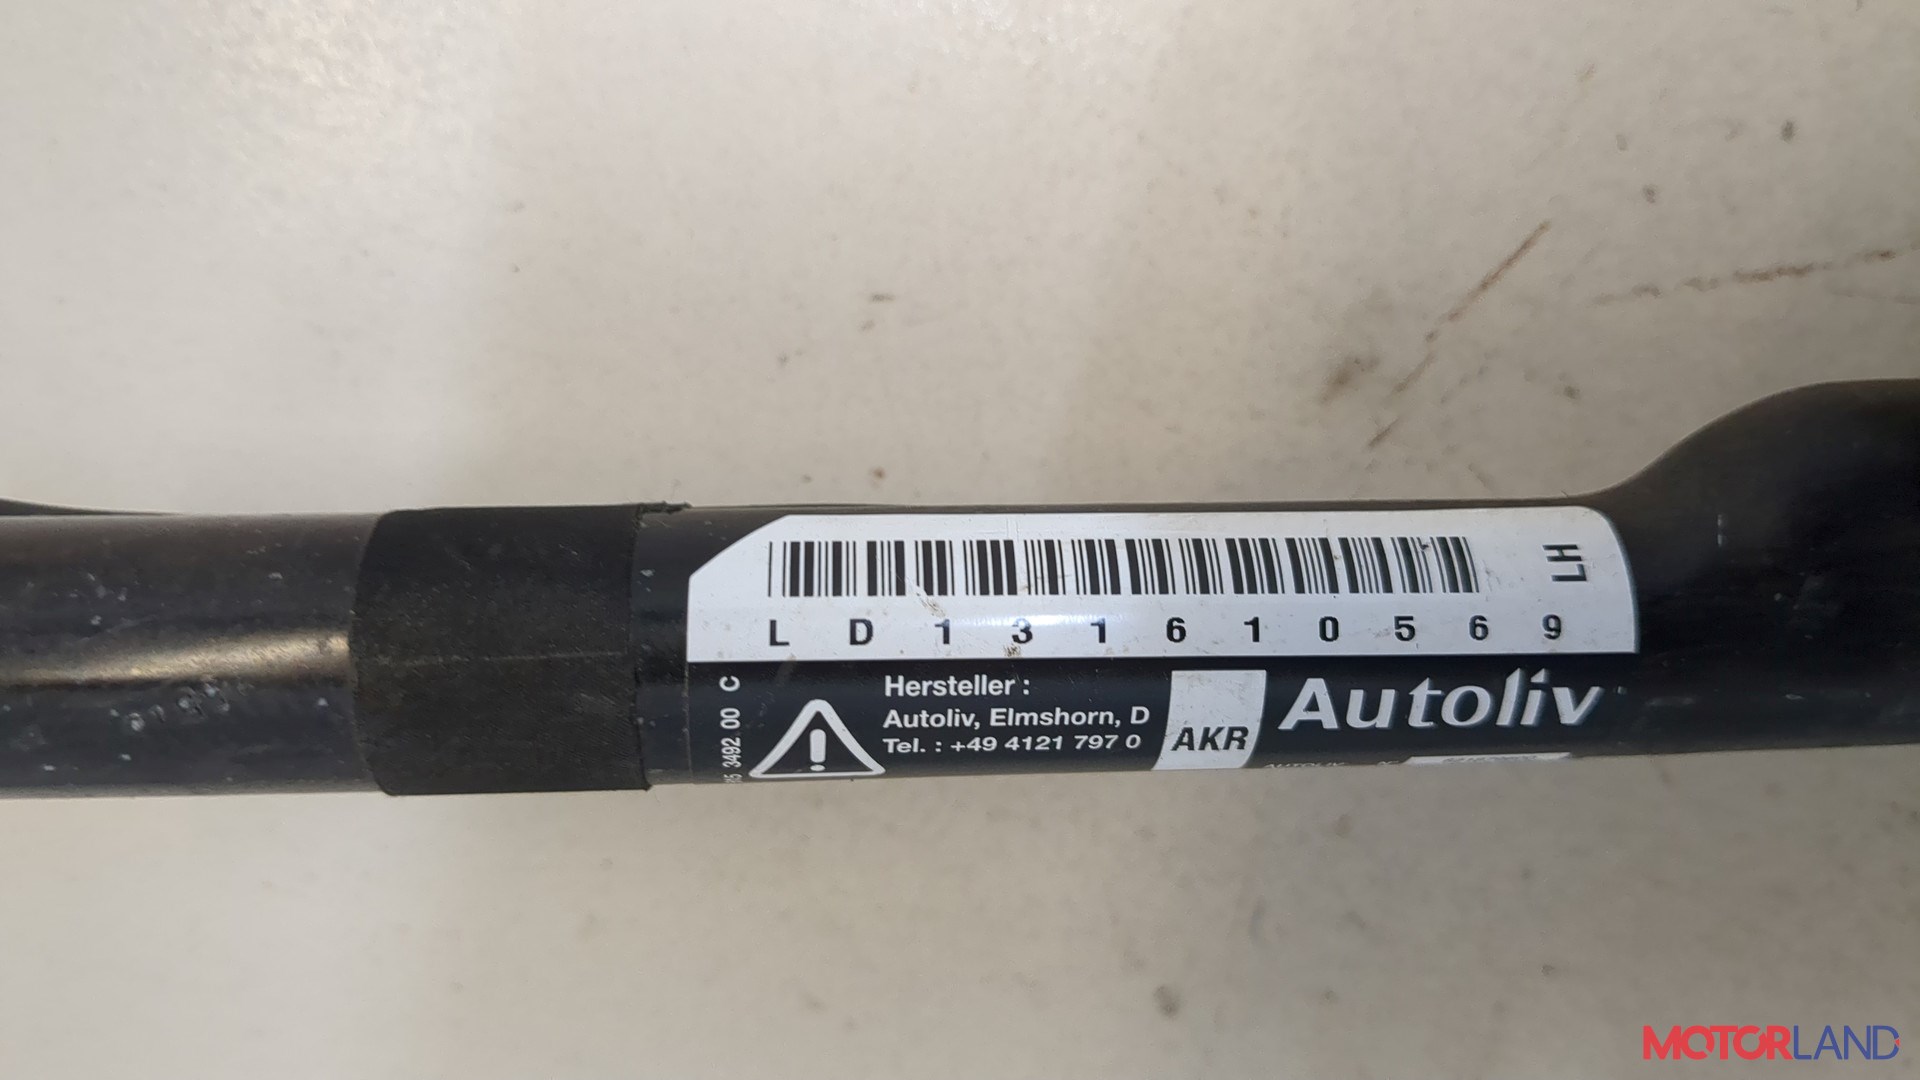 LH
L D 1 3 1 6 1 0 5 6 9
3492.00 C
Hersteller :
Autoliv, Elmshorn, D
Tel. : +49 4121 797 0
AKR
Autoliv
MOTORLAND